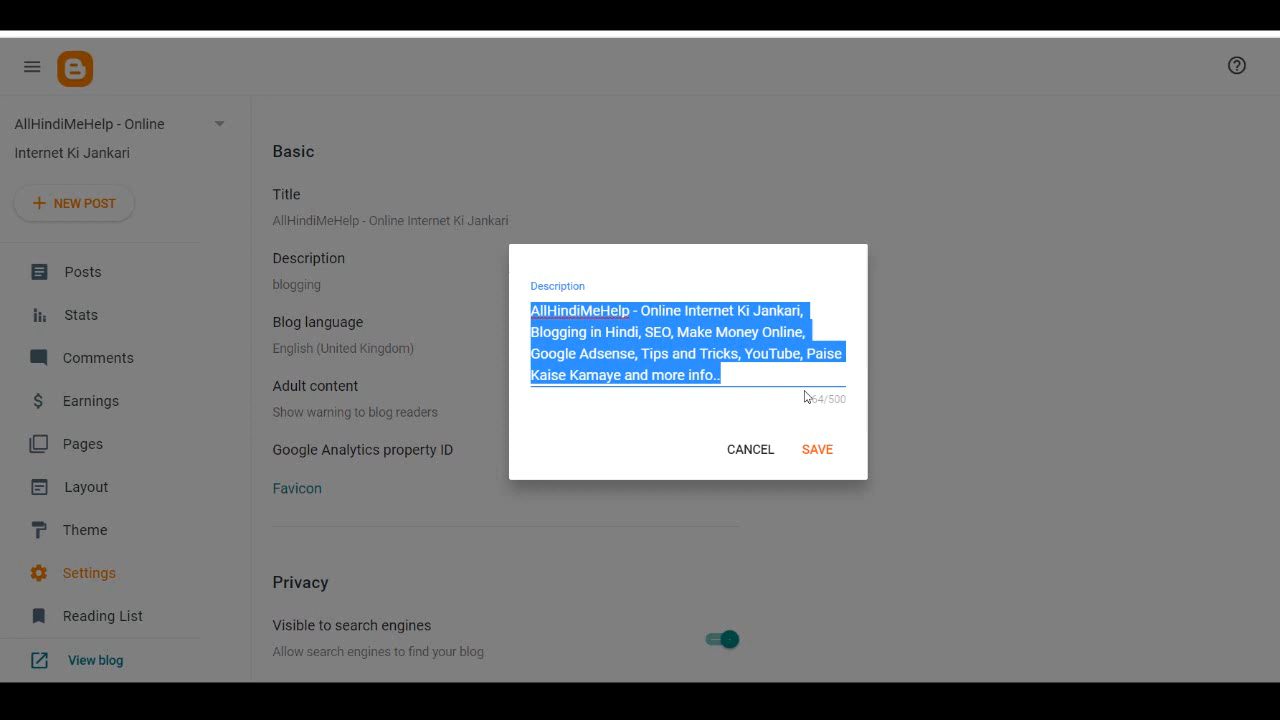 AllHindiMeHelp - Online
Internet Ki Jankari
NEW POST
Posts
Stats
Comments
Earnings
Pages
Layout
Theme
Settings
Reading List
View blog
Basic
Title
AllHindiMeHelp - Online Internet Ki Jankari
Description
blogging
Blog language
English (United Kingdom)
Adult content
Show warning to blog readers
Google Analytics property ID
Favicon
Privacy
Visible to search engines
Allow search engines to find your blog
Description
AllHindiMeHelp - Online Internet Ki Jankari,
Blogging in Hindi, SEO, Make Money Online,
Google Adsense, Tips and Tricks, YouTube, Paise
Kaise Kamaye and more info..
64/500
CANCEL
SAVE